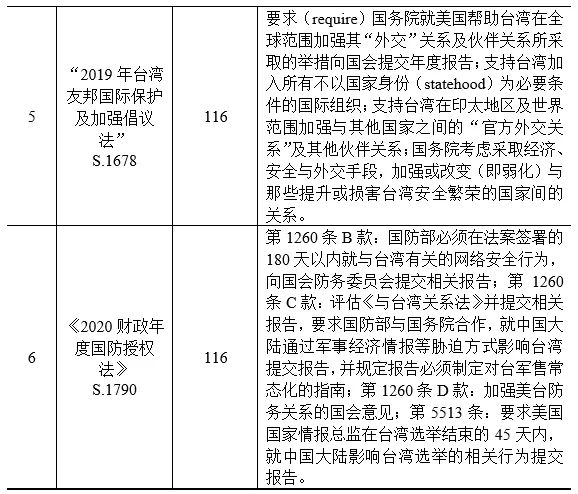 5
“2019 年台湾
友邦国际保护
及加强倡议
法”
S.1678
116
要求（require）国务院就美国帮助台湾在全
球范围加强其“外交”关系及伙伴关系所采
取的举措向国会提交年度报告；支持台湾加
入所有不以国家身份（statehood）为必要条
件的国际组织；支持台湾在印太地区及世界
范围加强与其他国家之间的“官方外交关
系”及其他伙伴关系；国务院考虑采取经济、
安全与外交手段，加强或改变（即弱化）与
那些提升或损害台湾安全繁荣的国家间的
关系。
6
《2020 财政年
度国防授权
法》
S.1790
116
第 1260 条 B 款：国防部必须在法案签署的
180 天以内就与台湾有关的网络安全行为，
向国会防务委员会提交相关报告；第 1260
条 C 款：评估《与台湾关系法》并提交相关
报告，要求国防部与国务院合作，就中国大
陆通过军事经济情报等胁迫方式影响台湾
提交报告，并规定报告必须制定对台军售常
态化的指南；第 1260 条 D 款：加强美台防
务关系的国会意见；第 5513 条：要求美国
国家情报总监在台湾选举结束的 45 天内，
就中国大陆影响台湾选举的相关行为提交
报告。